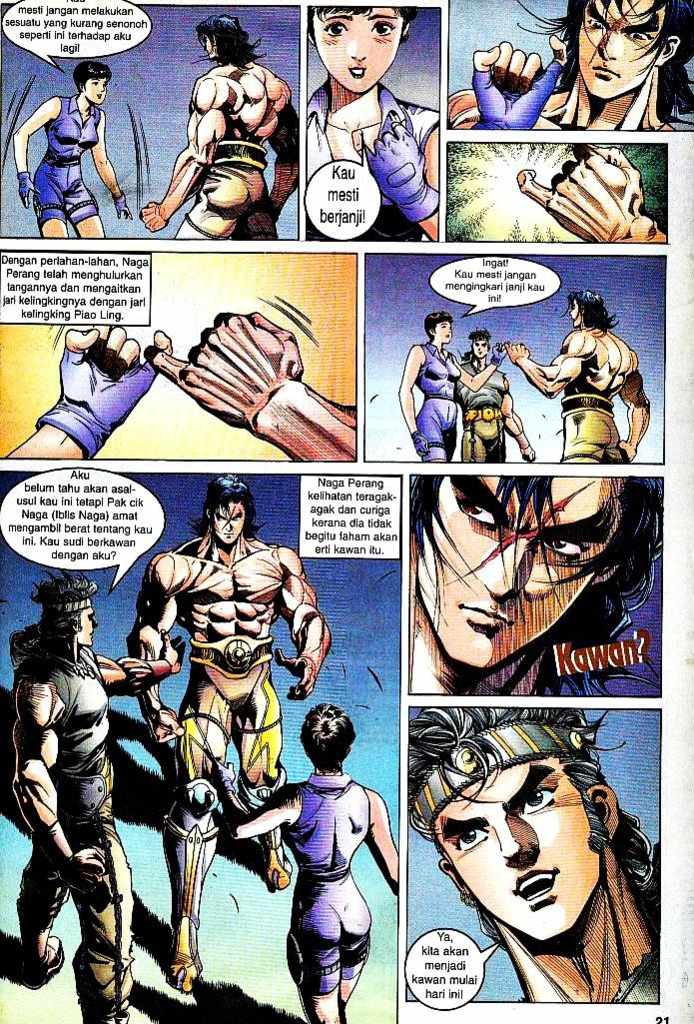 Kau
mesti jangan melakukan
sesuatu yang kurang senonoh
seperti ini terhadap aku
lagi!
Kau
mesti
berjanji!
Dengan perlahan-lahan, Naga
Perang telah menghulurkan
tangannya dan mengaitkan
jari kelingkingnya dengan jari
kelingking Piao Ling.
Ingat!
Kau mesti jangan
mengingkari janji kau
ini!
Aku
belum tahu akan asal-
usul kau ini tetapi Pak cik
Naga (Iblis Naga) amat
mengambil berat tentang kau
ini. Kau sudi berkawan
dengan aku?
Naga Perang
kelihatan teragak-
agak dan curiga
kerana dia tidak
begitu faham akan
erti kawan itu.
Kawan?
Ya,
kita akan
menjadi
kawan mulai
hari ini!
21